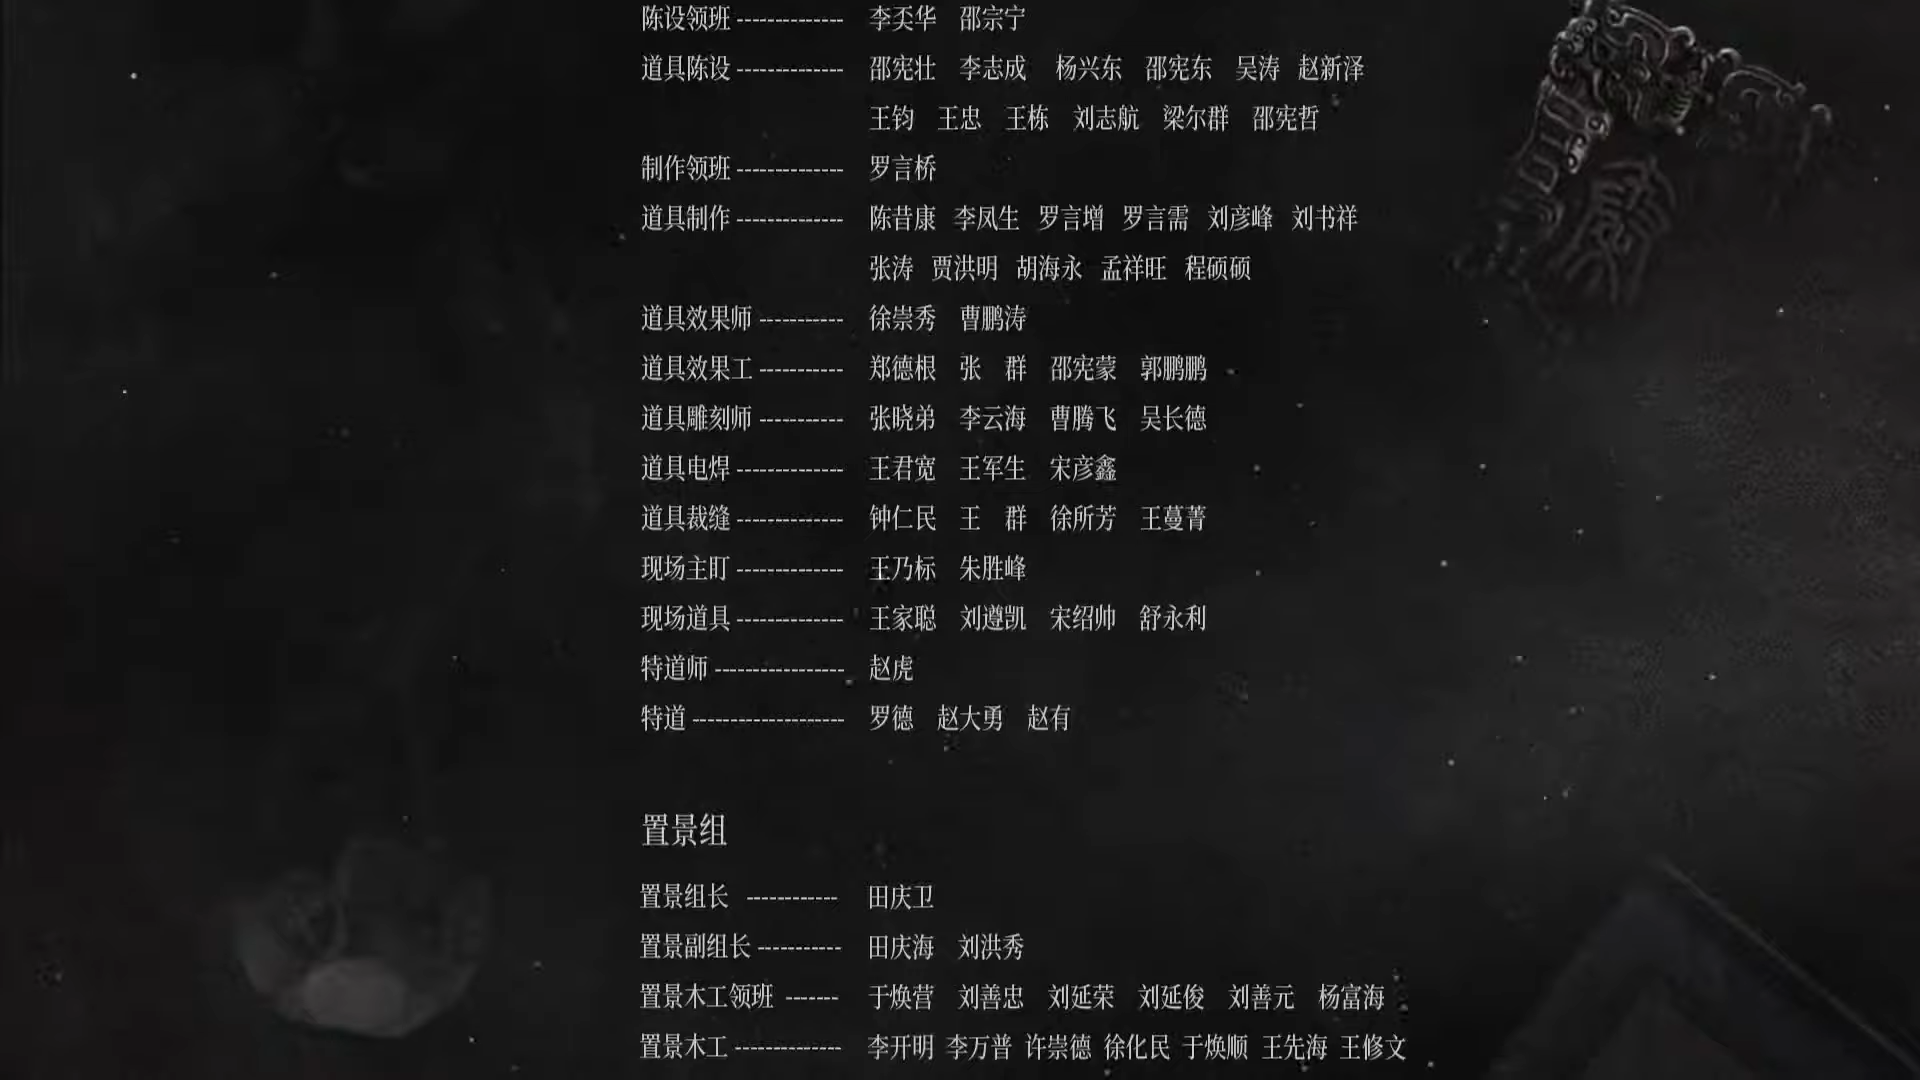 陈设领班 -------------- 李天华 邵宗宁
道具陈设 -------------- 邵宪壮 李志成 杨兴东 邵宪东 吴涛 赵新泽
王钧 王忠 王栋 刘志航 梁尔群 邵宪哲
制作领班 -------------- 罗言桥
道具制作 -------------- 陈昔康 李凤生 罗言增 罗言需 刘彦峰 刘书祥
张涛 贾洪明 胡海永 孟祥旺 程硕硕
道具效果师 ----------- 徐崇秀 曹鹏涛
道具效果工 ----------- 郑德根 张 群 邵宪蒙 郭鹏鹏
道具雕刻师 ----------- 张晓弟 李云海 曹腾飞 吴长德
道具电焊 -------------- 王君宽 王军生 宋彦鑫
道具裁缝 -------------- 钟仁民 王 群 徐所芳 王蔓菁
现场主盯 -------------- 王乃标 朱胜峰
现场道具 -------------- 王家聪 刘遵凯 宋绍帅 舒永利
特道师 ----------------- 赵虎
特道 -------------------- 罗德 赵大勇 赵有
置景组
置景组长 ------------ 田庆卫
置景副组长 ----------- 田庆海 刘洪秀
置景木工领班 ------- 于焕营 刘善忠 刘延荣 刘延俊 刘善元 杨富海
置景木工 -------------- 李开明 李万普 许崇德 徐化民 于焕顺 王先海 王修文